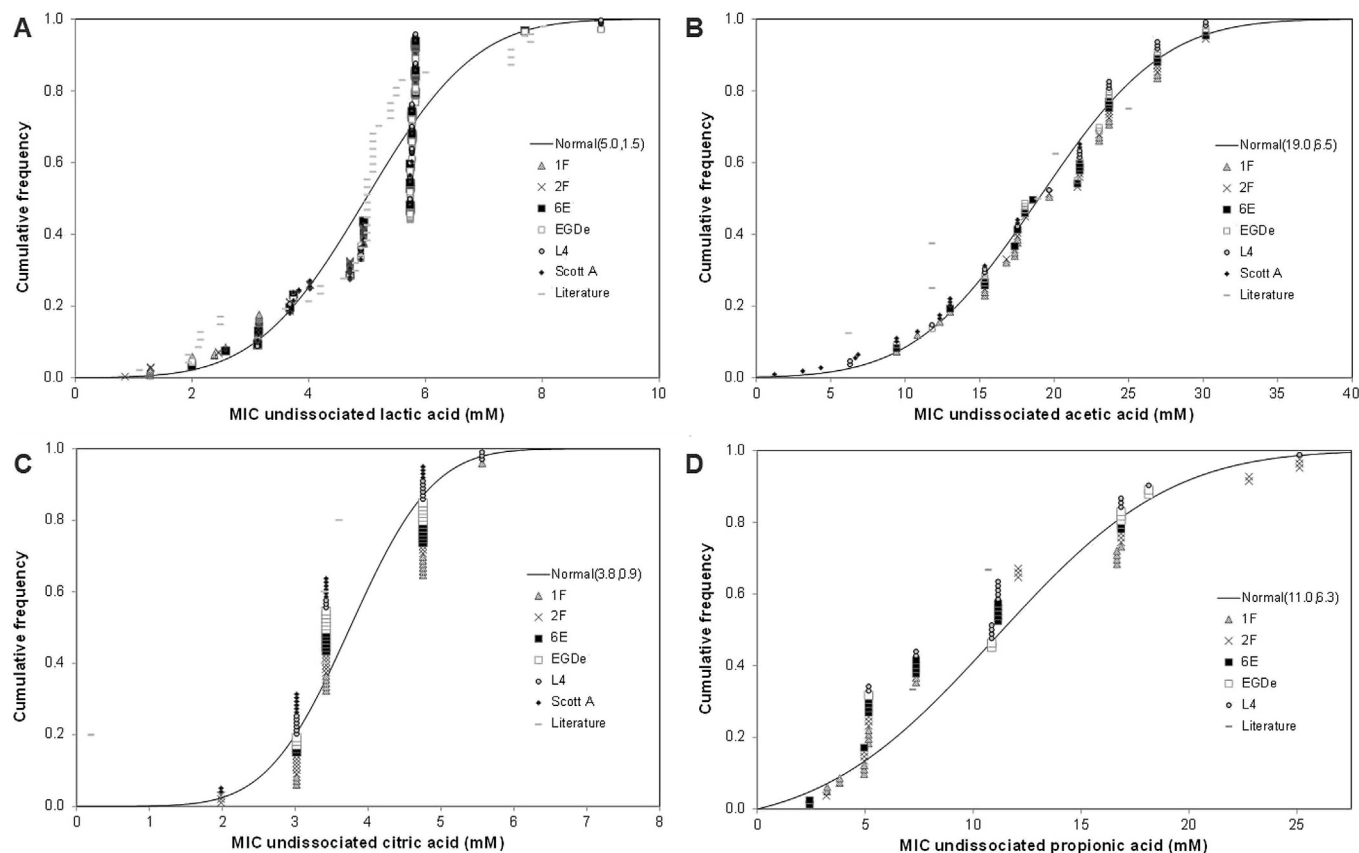 A
1.0
0.8
0.6
0.4
0.2
0.0
Cumulative frequency
Normal(5.0,1.5)
1F
2F
6E
EGDe
L4
Scott A
Literature
0 2 4 6 8 10
MIC undissociated lactic acid (mM)
B
1.0
0.8
0.6
0.4
0.2
0.0
Cumulative frequency
Normal(19.0,6.5)
1F
2F
6E
EGDe
L4
Scott A
Literature
0 5 10 15 20 25 30 35 40
MIC undissociated acetic acid (mM)
C
1.0
0.8
0.6
0.4
0.2
0.0
Cumulative frequency
Normal(3.8,0.9)
1F
2F
6E
EGDe
L4
Scott A
Literature
0 1 2 3 4 5 6 7 8
MIC undissociated citric acid (mM)
D
1.0
0.8
0.6
0.4
0.2
0.0
Cumulative frequency
Normal(11.0,6.3)
1F
2F
6E
EGDe
L4
Literature
0 5 10 15 20 25
MIC undissociated propionic acid (mM)